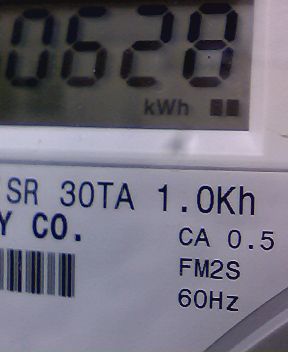 0628
kWh
SR 30TA 1.0Kh
Y CO.
CA 0.5
FM2S
60Hz